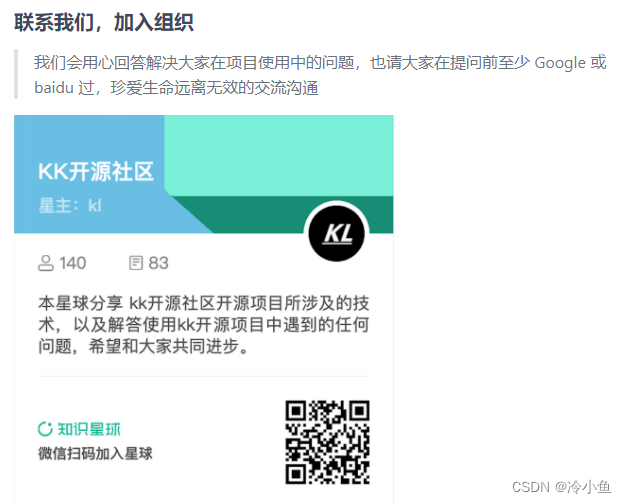 联系我们，加入组织
我们会用心回答解决大家在项目使用中的问题，也请大家在提问前至少 Google 或
baidu 过，珍爱生命远离无效的交流沟通
KK开源社区
星主：kl
KL
140 83
本星球分享 kk开源社区开源项目所涉及的技
术，以及解答使用kk开源项目中遇到的任何
问题，希望和大家共同进步。
知识星球
微信扫码加入星球
CSDN @冷小鱼